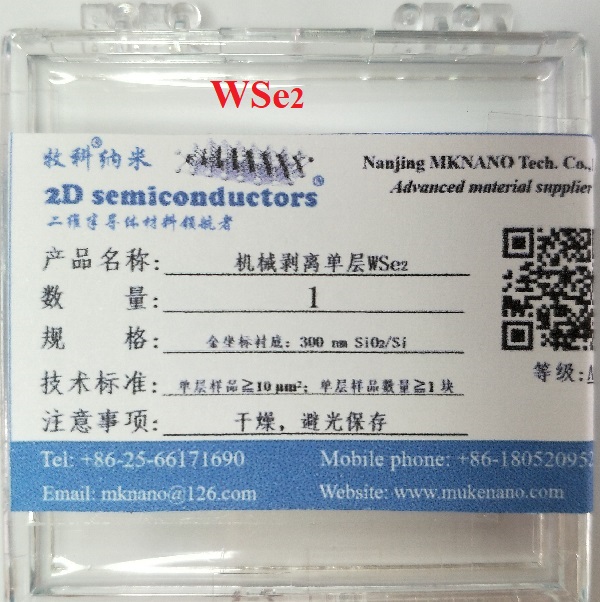 WSe2
牧科®纳米
Nanjing MKNANO Tech. Co.,
2D semiconductors®
Advanced material supplier
二维半导体材料领航者
产品名称: 机械剥离单层WSe2
数 量: 1
规 格: 金坐标衬底: 300 nm SiO2/Si
技术标准: 单层样品≧10 μm²; 单层样品数量≧1 块
等级:
注意事项: 干燥, 避光保存
Tel: +86-25-66171690 Mobile phone: +86-1805209
Email: mknano@126.com Website: www.mukenano.com